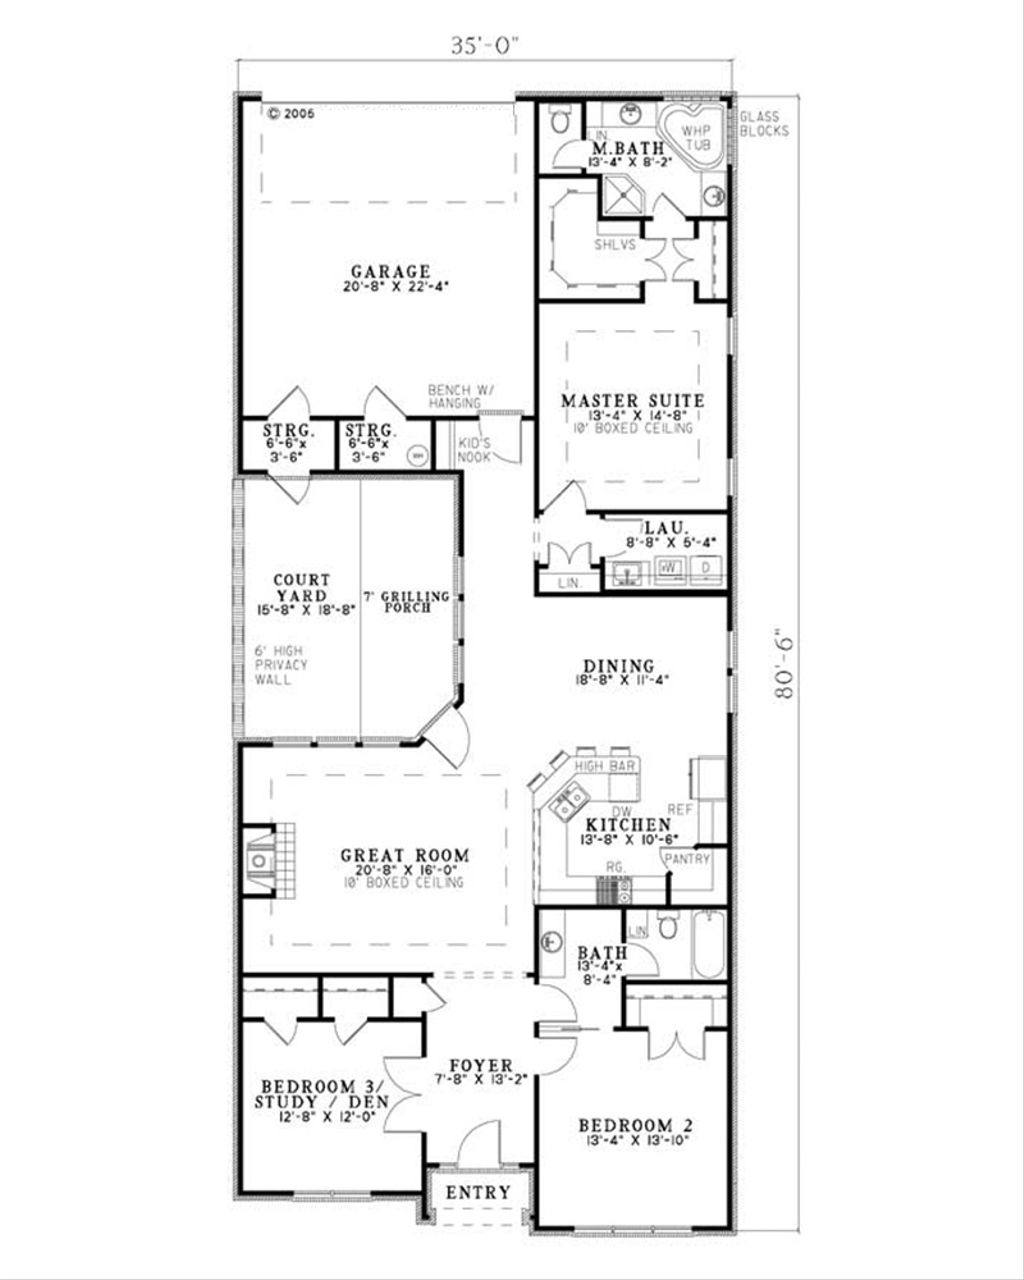 35'-0"
© 2005
GLASS
BLOCKS
WHP
TUB
LIN.
M.BATH
13'-4" X 8'-2"
SHLVS
GARAGE
20'-8" X 22'-4"
BENCH W/
HANGING
MASTER SUITE
13'-4" X 14'-8"
10' BOXED CEILING
STRG.
6'-6"x
3'-6"
STRG.
6'-6"x
3'-6"
KID'S
NOOK
LAU.
8'-8" X 5'-4"
W
D
LIN.
COURT
YARD
15'-8" X 18'-8"
7' GRILLING
PORCH
6' HIGH
PRIVACY
WALL
80'-6"
DINING
18'-8" X 11'-4"
HIGH BAR
DW
REF
KITCHEN
13'-8" X 10'-6"
PANTRY
RG.
GREAT ROOM
20'-8" X 16'-0"
10' BOXED CEILING
LIN.
BATH
13'-4"x
8'-4"
FOYER
7'-8" X 13'-2"
BEDROOM 3/
STUDY / DEN
12'-8" X 12'-0"
BEDROOM 2
13'-4" X 13'-10"
ENTRY